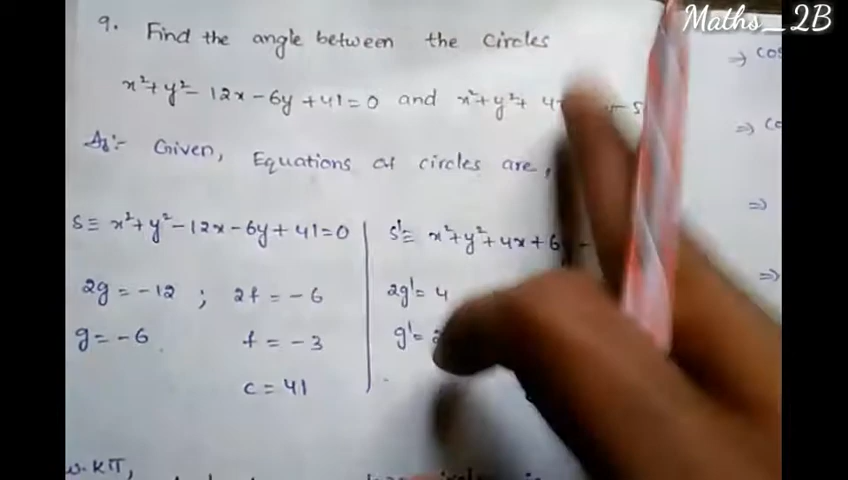 Maths_2B
9. Find the angle between the circles
x²+y²-12x-6y+41=0 and x²+y²+ 4
Ans:- Given, Equations of circles are,
S≡ x²+y²-12x-6y+41=0
S'≡ x²+y²+4x+6
2g = -12 ; 2f = -6
2g' = 4
g = -6 f = -3
g' =
c = 41
w.k.T,
⇒ cos
⇒
⇒
⇒